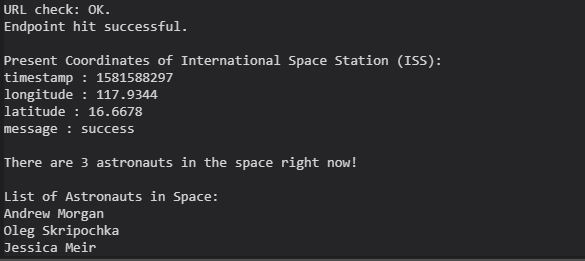 URL check: OK.
Endpoint hit successful.
Present Coordinates of International Space Station (ISS):
timestamp : 1581588297
longitude : 117.9344
latitude : 16.6678
message : success
There are 3 astronauts in the space right now!
List of Astronauts in Space:
Andrew Morgan
Oleg Skripochka
Jessica Meir